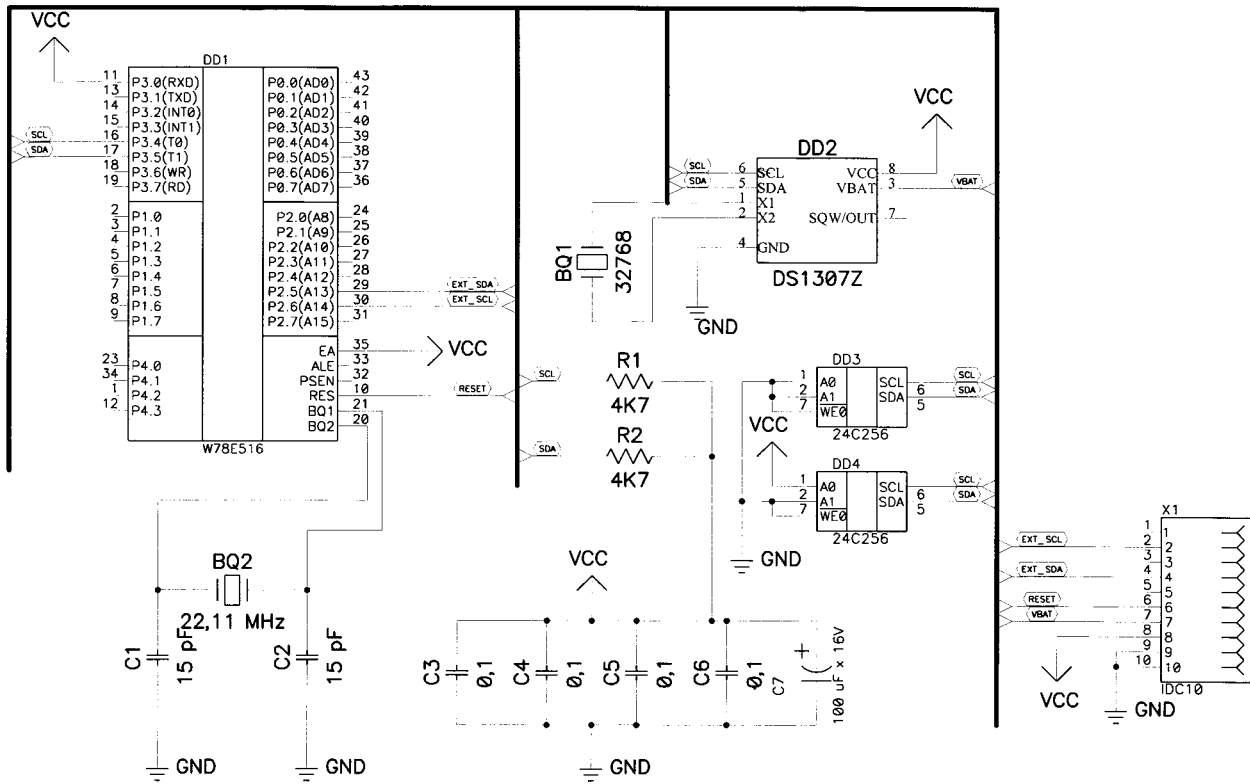 VCC
DD1
11 P3.0(RXD) P0.0(AD0) 43
13 P3.1(TXD) P0.1(AD1) 42
14 P3.2(INT0) P0.2(AD2) 41
15 P3.3(INT1) P0.3(AD3) 40
SCL 16 P3.4(T0) P0.4(AD4) 39
SDA 17 P3.5(T1) P0.5(AD5) 38
18 P3.6(WR) P0.6(AD6) 37
19 P3.7(RD) P0.7(AD7) 36
2 P1.0 P2.0(A8) 24
3 P1.1 P2.1(A9) 25
4 P1.2 P2.2(A10) 26
5 P1.3 P2.3(A11) 27
6 P1.4 P2.4(A12) 28
7 P1.5 P2.5(A13) 29 EXT_SDA
8 P1.6 P2.6(A14) 30 EXT_SCL
9 P1.7 P2.7(A15) 31
EA 35 VCC
23 P4.0 ALE 33
34 P4.1 PSEN 32
1 P4.2 RES 10 RESET
12 P4.3 BQ1 21
BQ2 20
W78E516
BQ2
22,11 MHz
C1 15 pF
C2 15 pF
GND
GND
VCC
DD2
SCL 6 SCL VCC 8
SDA 5 SDA VBAT 3 VBAT
1 X1
2 X2 SQW/OUT 7
4 GND
DS1307Z
BQ1 32768
GND
SCL R1
4K7
SDA R2
4K7
DD3
1 A0 SCL 6 SCL
2 A1 SDA 5 SDA
7 WE0
24C256
VCC
DD4
1 A0 SCL 6 SCL
2 A1 SDA 5 SDA
7 WE0
24C256
GND
VCC
C3 0,1
C4 0,1
C5 0,1
C6 0,1
C7 + 100 uF x 16V
GND
X1
1 1
EXT_SCL 2 2
3 3
EXT_SDA 4 4
5 5
RESET 6 6
VBAT 7 7
8 8
9 9
10 10
IDC10
VCC
GND